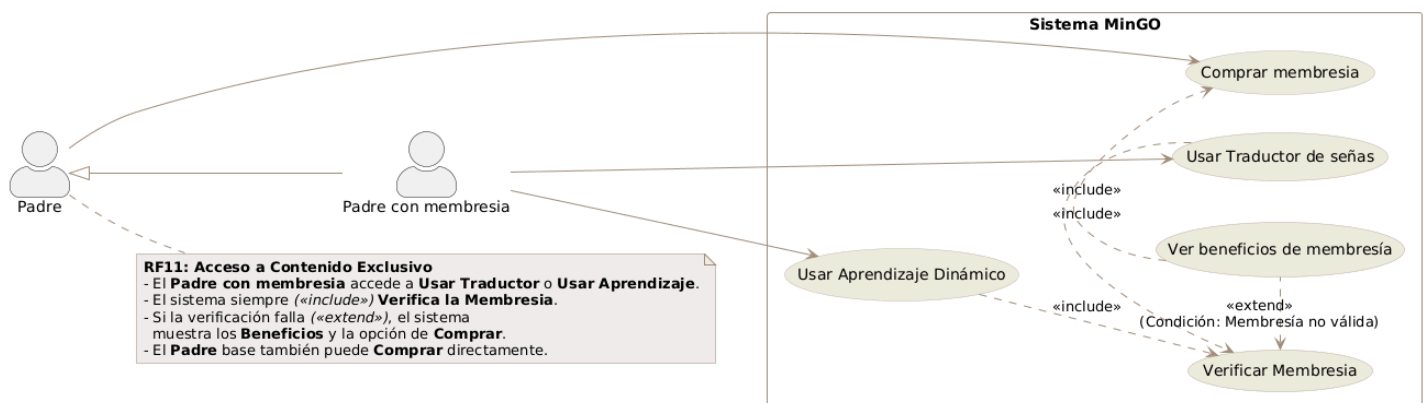 Sistema MinGO
Comprar membresia
Usar Traductor de señas
«include»
«include»
Padre
Padre con membresia
Ver beneficios de membresía
Usar Aprendizaje Dinámico
«include»
«extend»
(Condición: Membresía no válida)
Verificar Membresia
RF11: Acceso a Contenido Exclusivo
- El Padre con membresia accede a Usar Traductor o Usar Aprendizaje.
- El sistema siempre («include») Verifica la Membresia.
- Si la verificación falla («extend»), el sistema
muestra los Beneficios y la opción de Comprar.
- El Padre base también puede Comprar directamente.